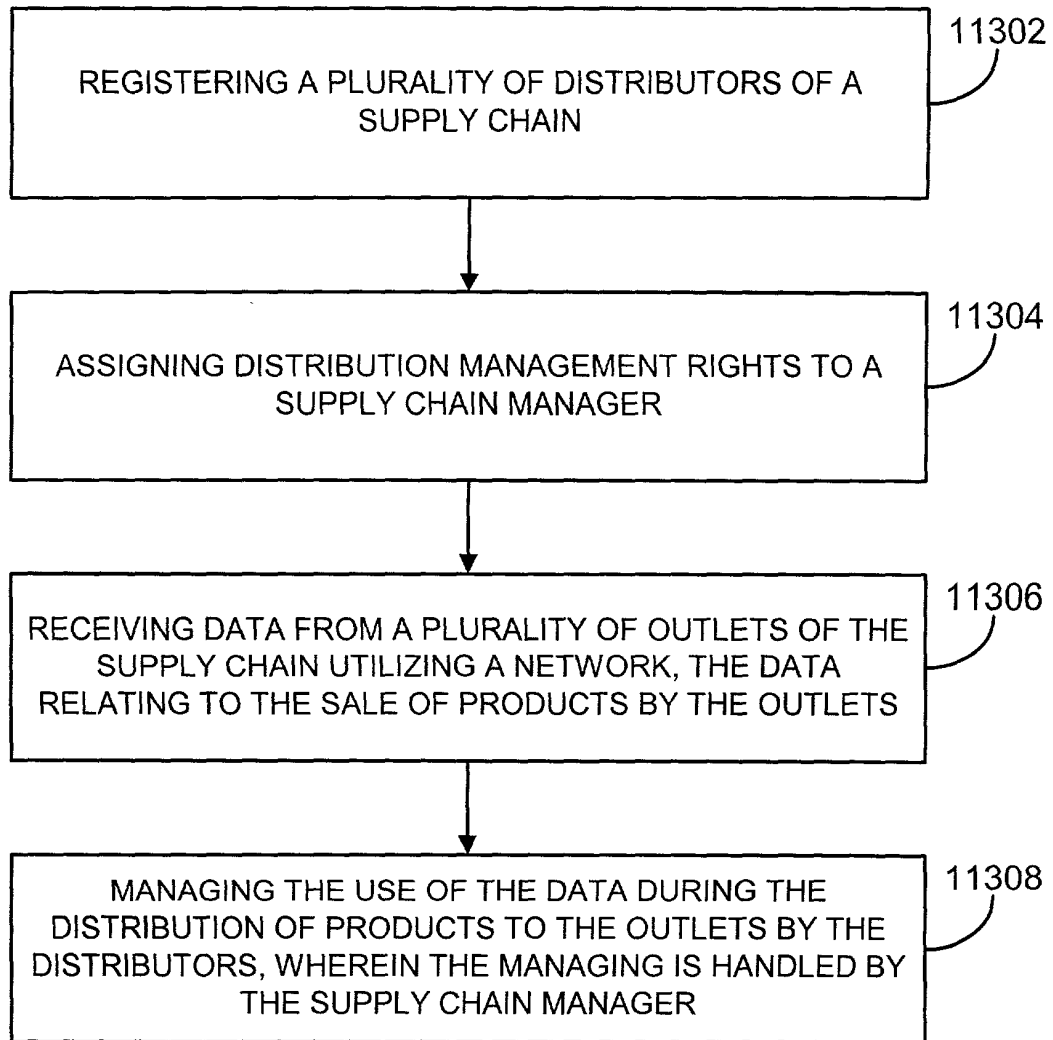 11302
REGISTERING A PLURALITY OF DISTRIBUTORS OF A
SUPPLY CHAIN
11304
ASSIGNING DISTRIBUTION MANAGEMENT RIGHTS TO A
SUPPLY CHAIN MANAGER
11306
RECEIVING DATA FROM A PLURALITY OF OUTLETS OF THE
SUPPLY CHAIN UTILIZING A NETWORK, THE DATA
RELATING TO THE SALE OF PRODUCTS BY THE OUTLETS
11308
MANAGING THE USE OF THE DATA DURING THE
DISTRIBUTION OF PRODUCTS TO THE OUTLETS BY THE
DISTRIBUTORS, WHEREIN THE MANAGING IS HANDLED BY
THE SUPPLY CHAIN MANAGER